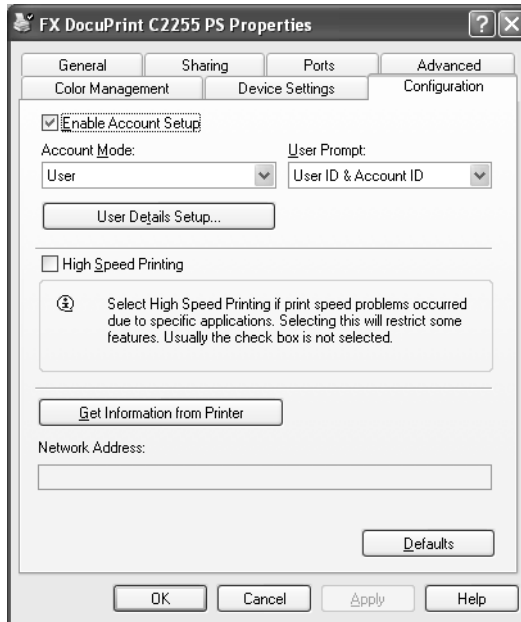 FX DocuPrint C2255 PS Properties
General Sharing Ports Advanced
Color Management Device Settings Configuration
Enable Account Setup
Account Mode: User Prompt:
User User ID & Account ID
User Details Setup...
High Speed Printing
Select High Speed Printing if print speed problems occurred
due to specific applications. Selecting this will restrict some
features. Usually the check box is not selected.
Get Information from Printer
Network Address:
Defaults
OK Cancel Apply Help